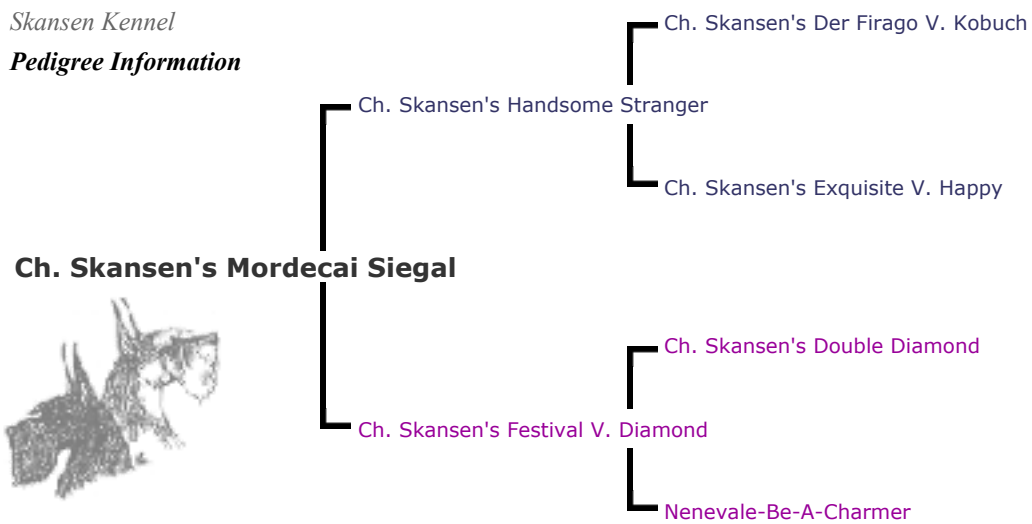 Skansen Kennel
Pedigree Information
Ch. Skansen's Der Firago V. Kobuch
Ch. Skansen's Handsome Stranger
Ch. Skansen's Exquisite V. Happy
Ch. Skansen's Mordecai Siegal
Ch. Skansen's Double Diamond
Ch. Skansen's Festival V. Diamond
Nenevale-Be-A-Charmer